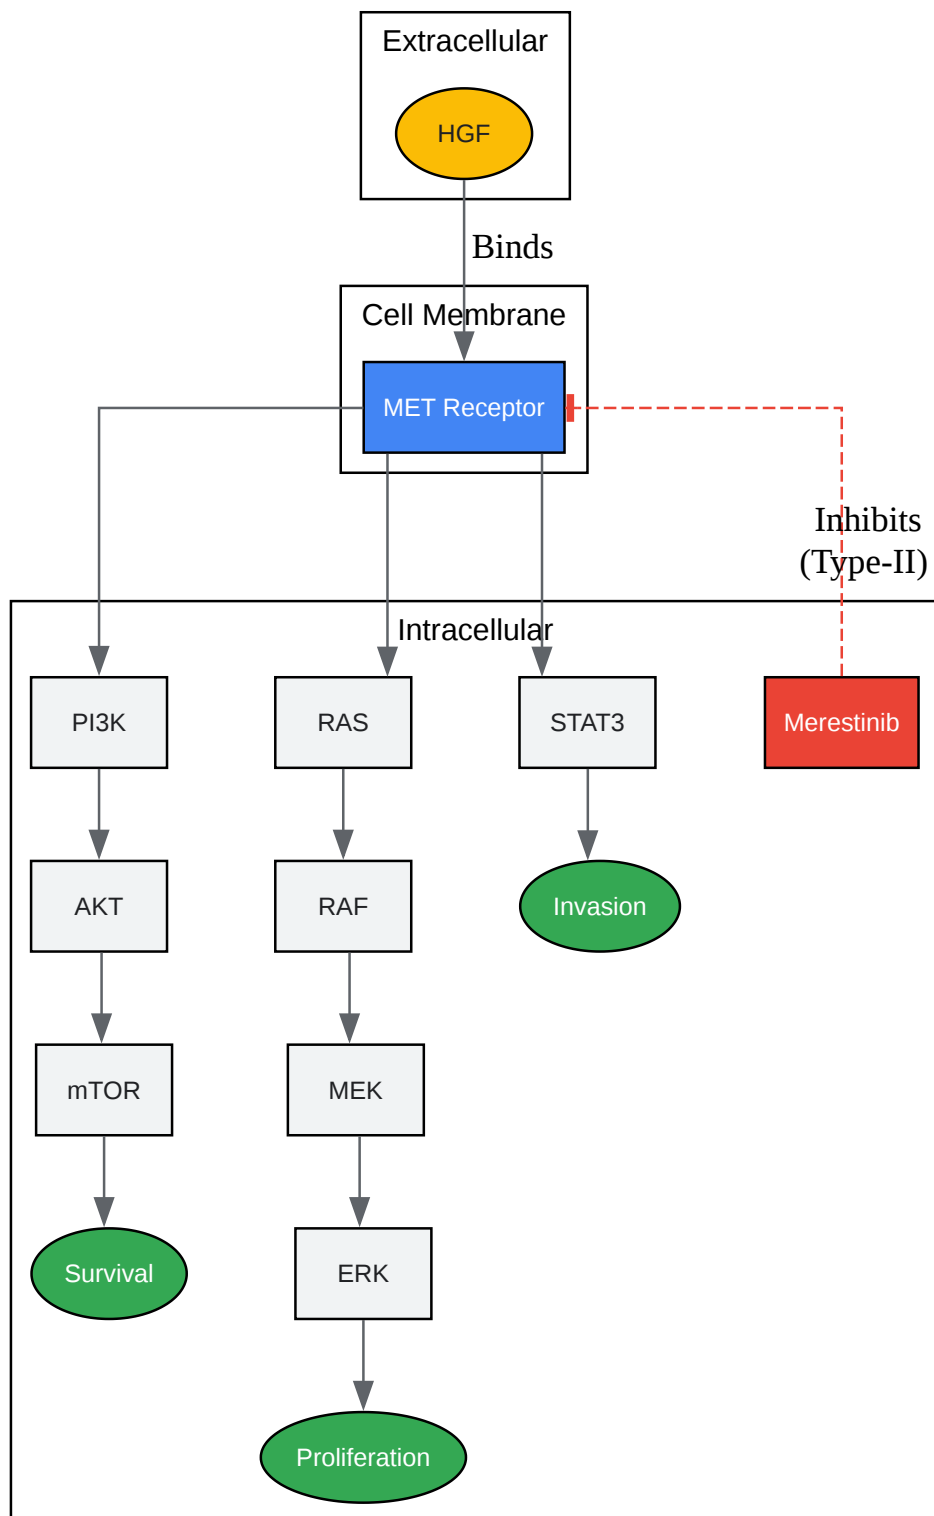 Extracellular
HGF
Binds
Cell Membrane
MET Receptor
Inhibits
(Type-II)
Intracellular
PI3K
RAS
STAT3
Merestinib
AKT
RAF
Invasion
mTOR
MEK
Survival
ERK
Proliferation